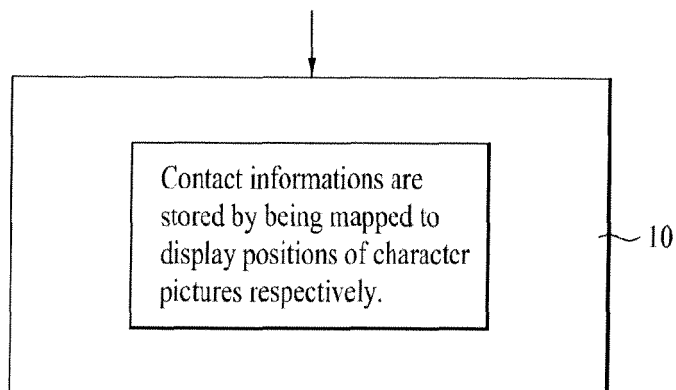 Contact informations are
stored by being mapped to
display positions of character
pictures respectively.
10